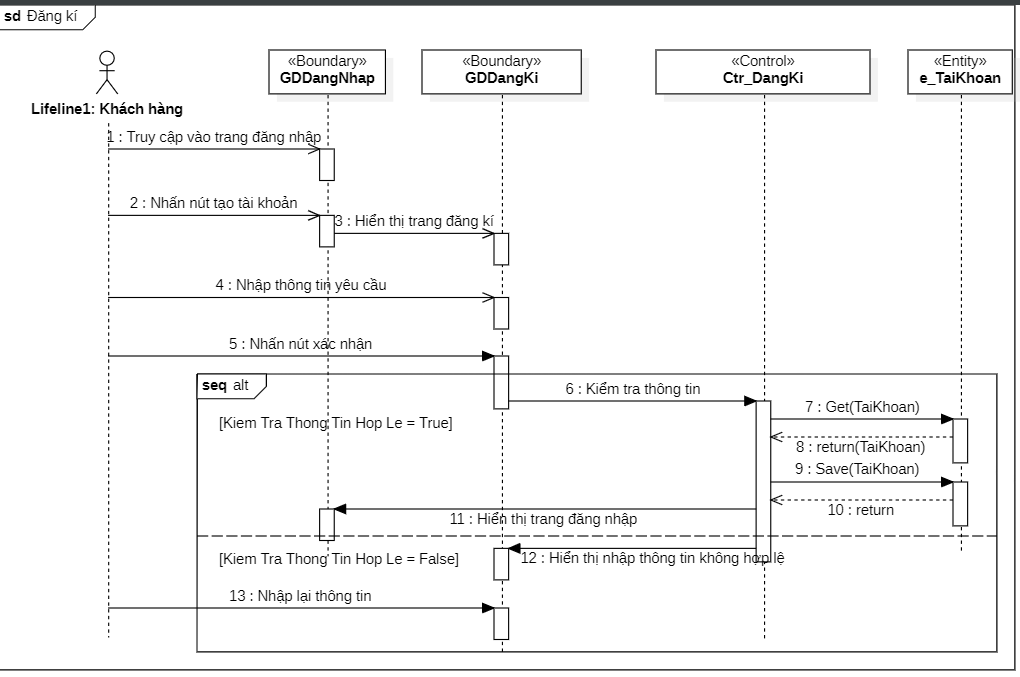 sd Đăng kí
«Boundary»
GDDangNhap
«Boundary»
GDDangKi
«Control»
Ctr_DangKi
«Entity»
e_TaiKhoan
Lifeline1: Khách hàng
1 : Truy cập vào trang đăng nhập
2 : Nhấn nút tạo tài khoản
3 : Hiển thị trang đăng kí
4 : Nhập thông tin yêu cầu
5 : Nhấn nút xác nhận
seq alt
6 : Kiểm tra thông tin
7 : Get(TaiKhoan)
[Kiem Tra Thong Tin Hop Le = True]
8 : return(TaiKhoan)
9 : Save(TaiKhoan)
10 : return
11 : Hiển thị trang đăng nhập
[Kiem Tra Thong Tin Hop Le = False]
12 : Hiển thị nhập thông tin không hợp lệ
13 : Nhập lại thông tin